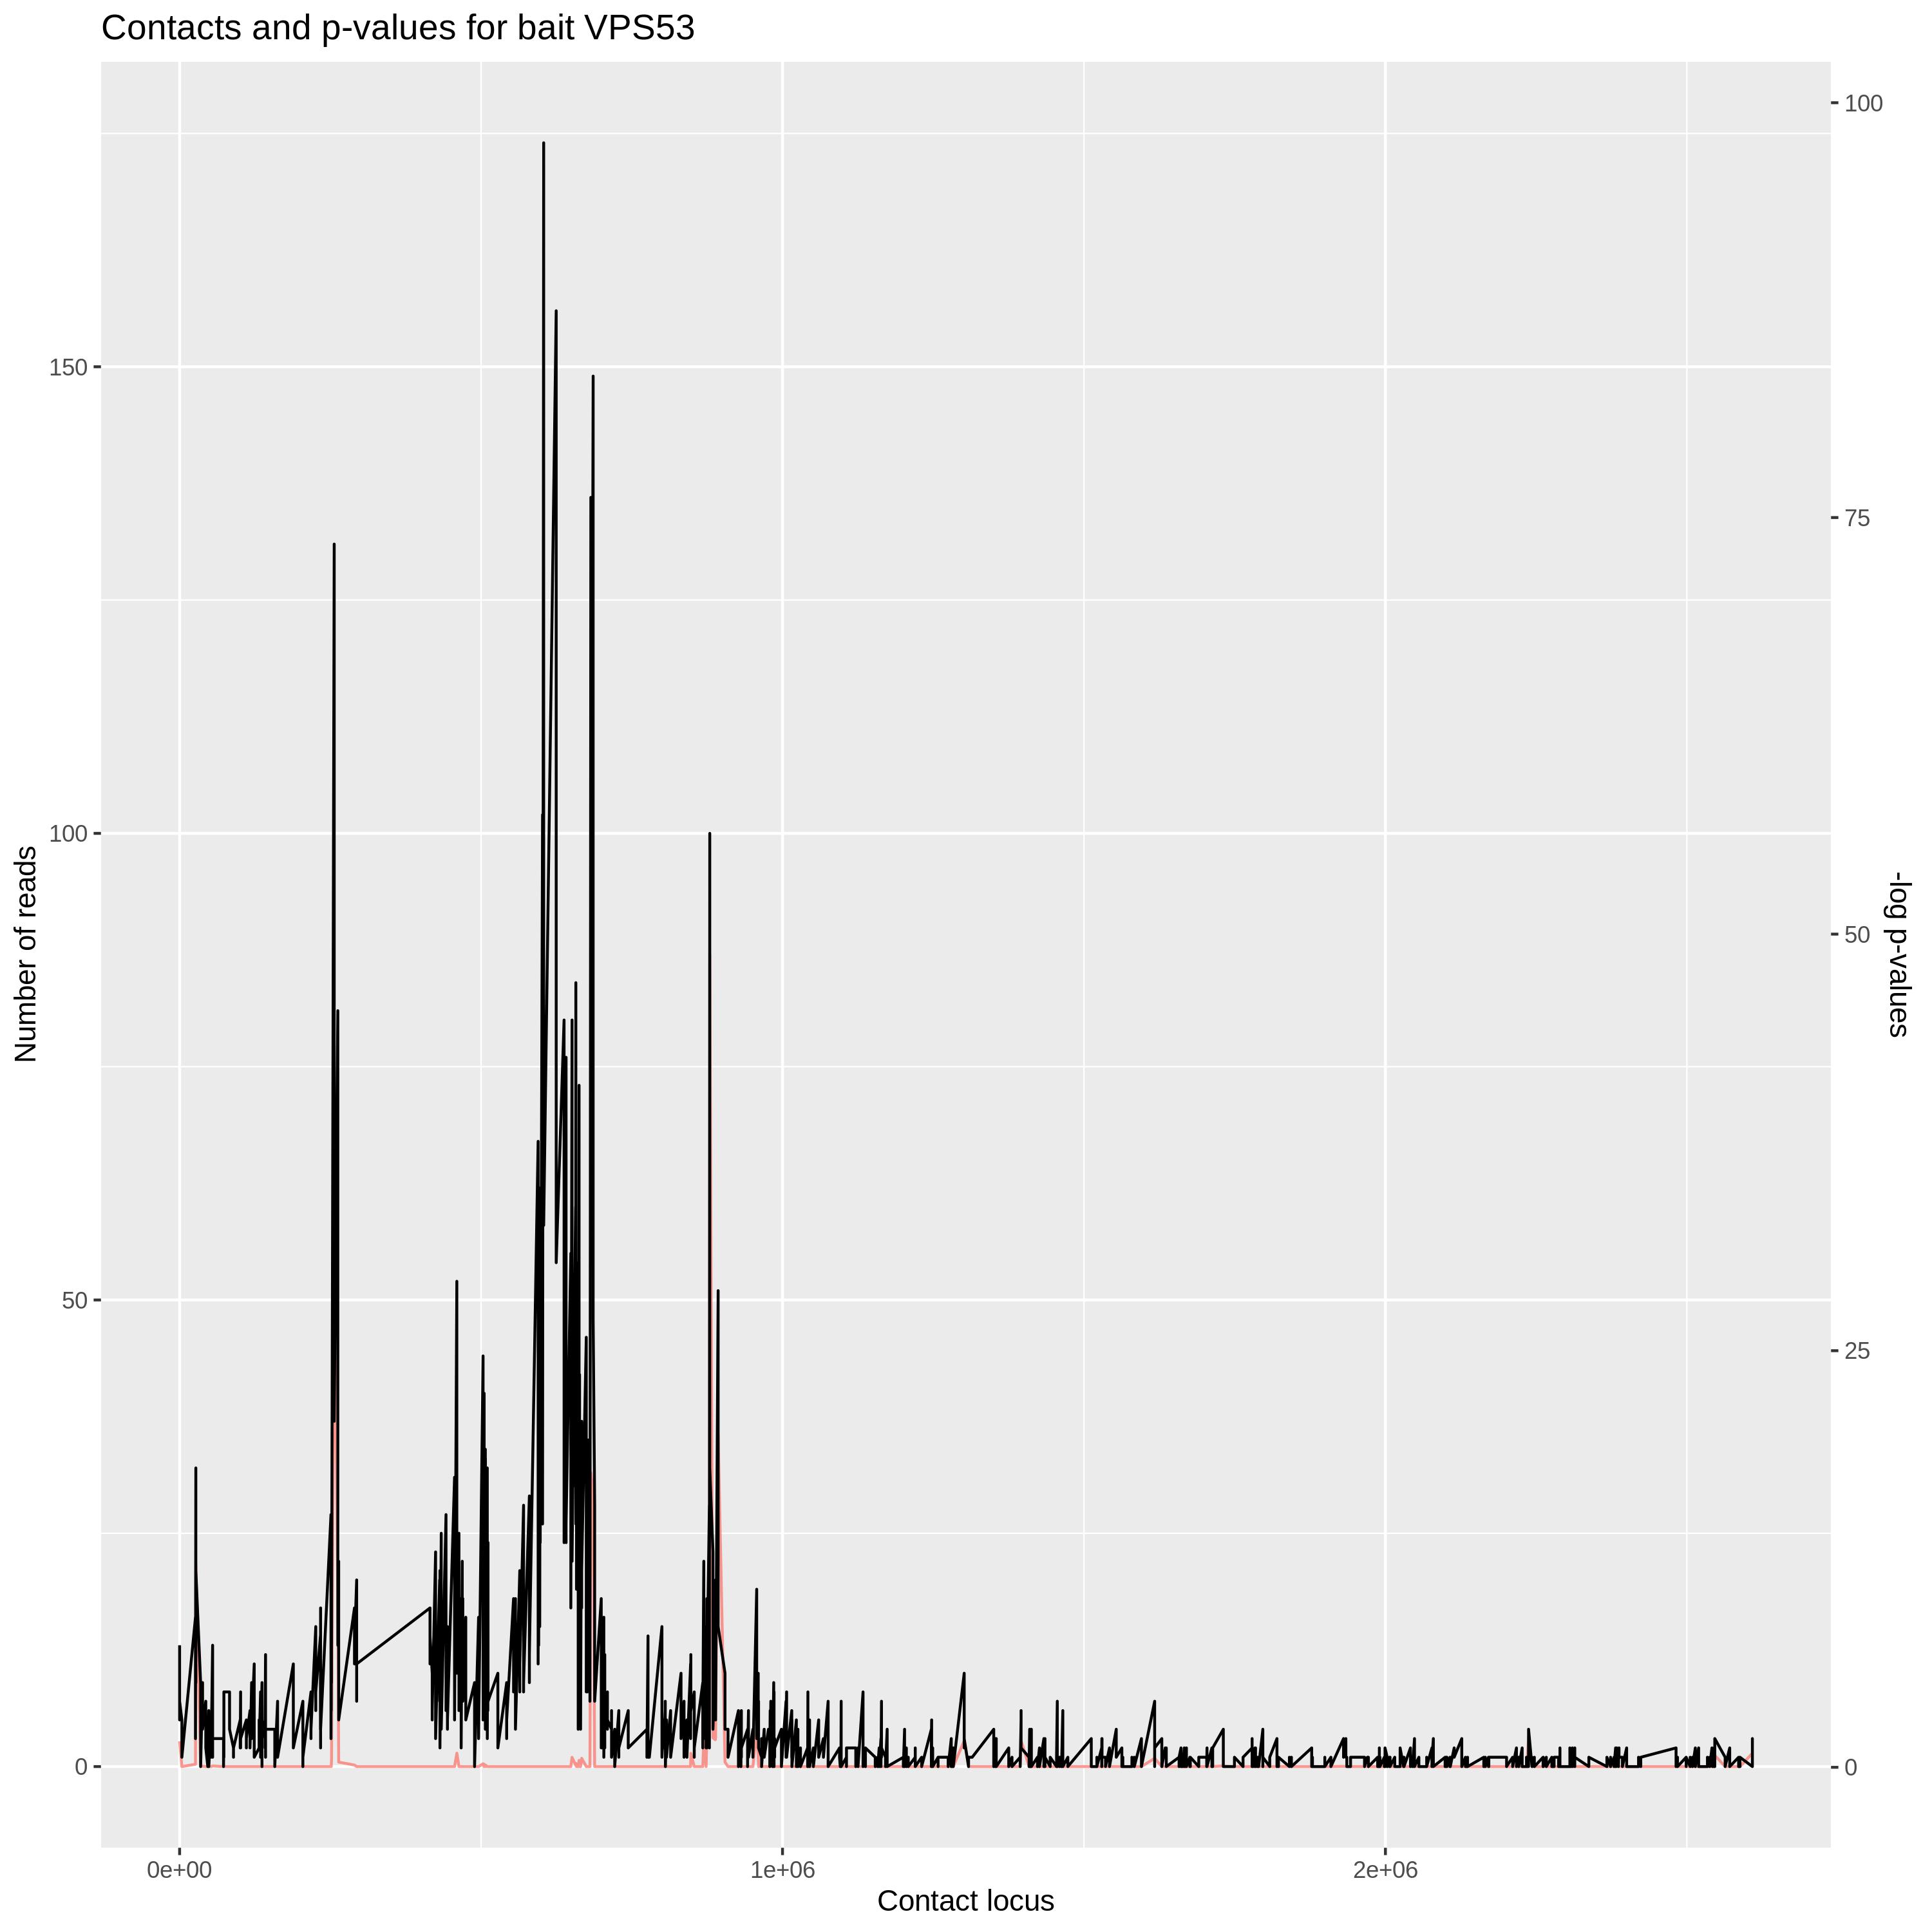 Contacts and p-values for bait VPS53
Number of reads
150
100
50
0
100
75
50
25
0
-log p-values
0e+00 1e+06 2e+06
Contact locus